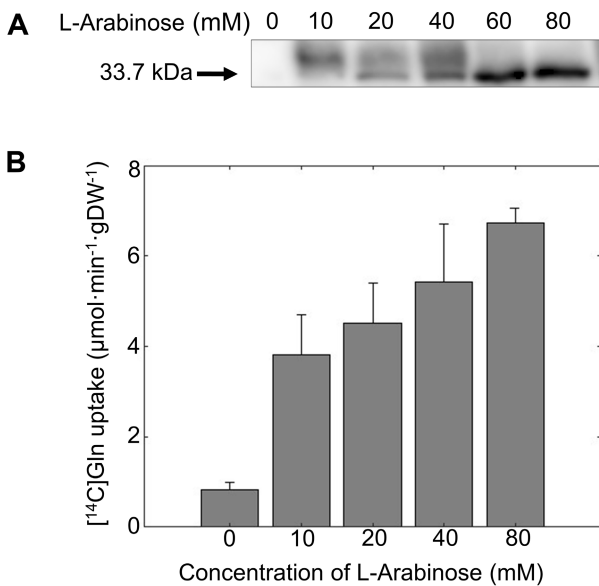 A
L-Arabinose (mM) 0 10 20 40 60 80
33.7 kDa
B
[¹⁴C]Gln uptake (μmol·min⁻¹·gDW⁻¹)
8
6
4
2
0
0 10 20 40 80
Concentration of L-Arabinose (mM)